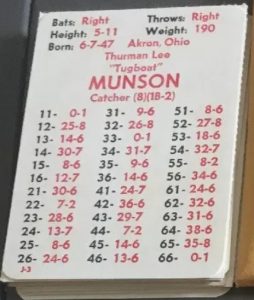 Bats: Right Throws: Right
Height: 5-11 Weight: 190
Born: 6-7-47 Akron, Ohio
Thurman Lee
"Tugboat"
MUNSON
Catcher (8)(18-2)
11- 0-1 31- 9-6 51- 8-6
12- 25-8 32- 26-8 52- 27-8
13- 28-6 33- 0-1 53- 18-6
14- 30-7 34- 31-7 54- 32-6
15- 8-6 35- 9-6 55- 8-2
16- 12-7 36- 24-6 56- 34-6
21- 30-6 41- 24-7 61- 24-6
22- 7-2 42- 36-6 62- 32-6
23- 28-6 43- 29-7 63- 31-6
24- 13-7 44- 7-2 64- 38-6
25- 8-6 45- 14-6 65- 35-8
26- 24-6 46- 13-6 66- 0-1
J-3